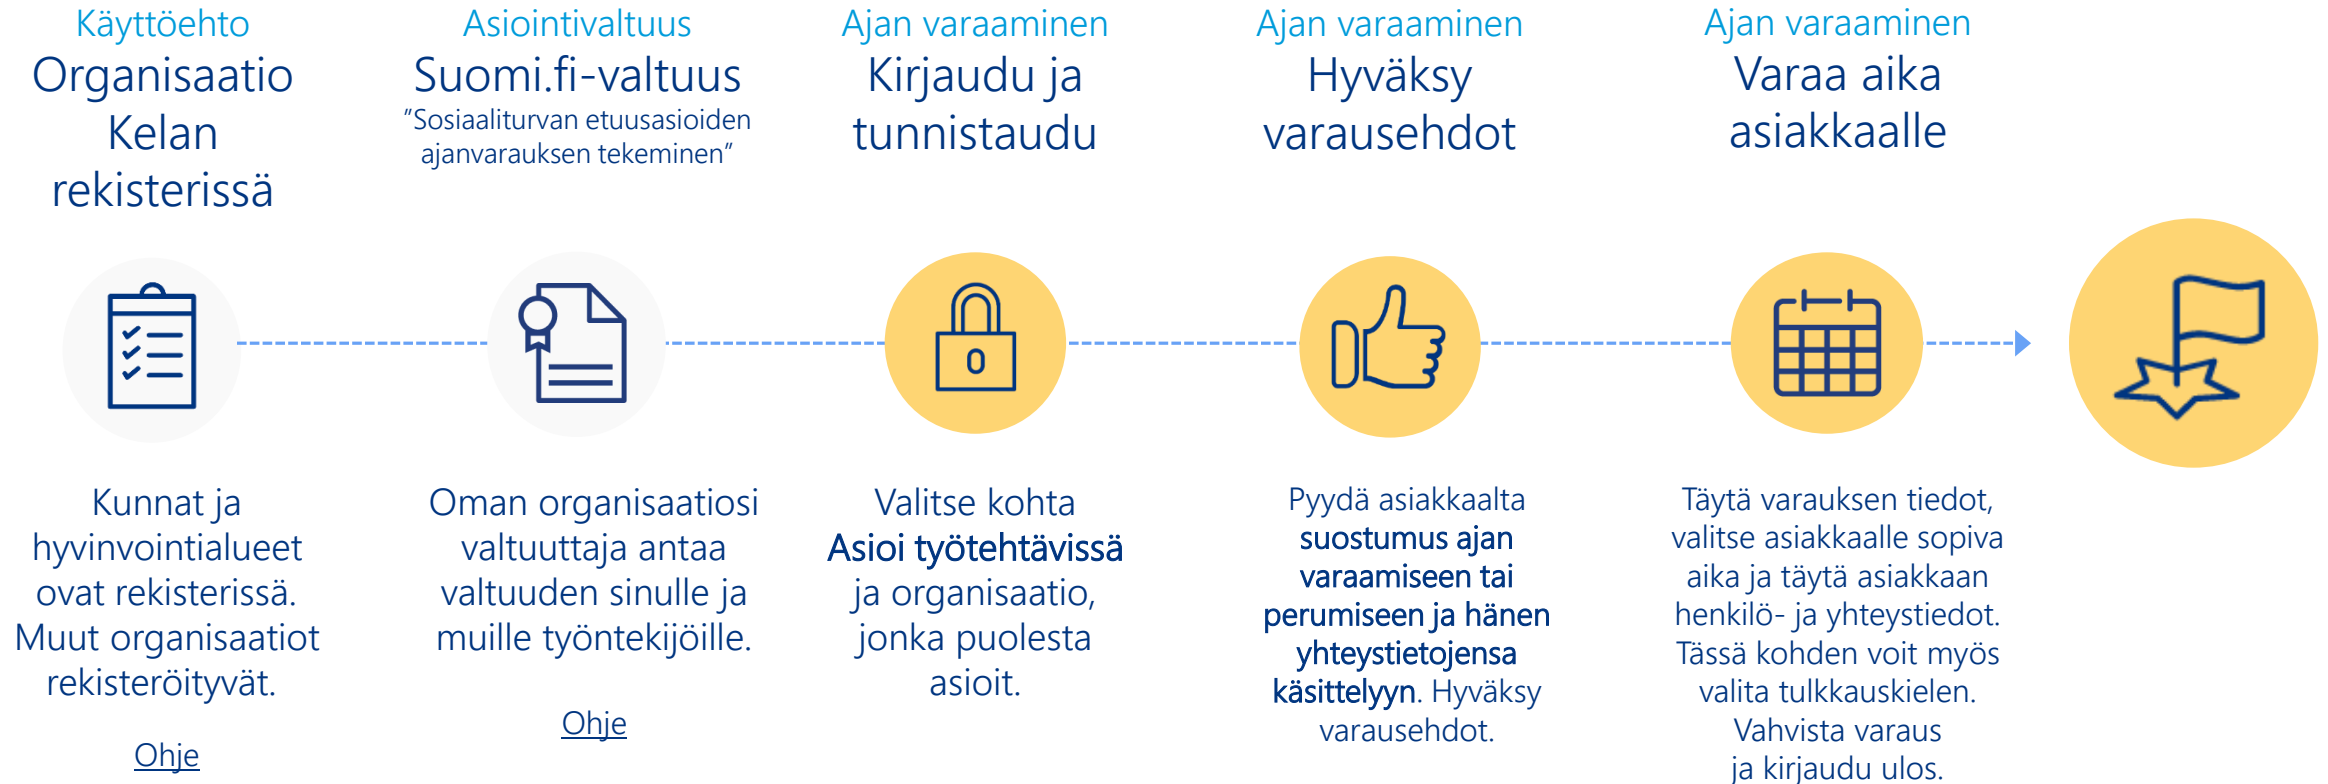 Käyttöehto
Organisaatio
Kelan
rekisterissä
Kunnat ja
hyvinvointialueet
ovat rekisterissä.
Muut organisaatiot
rekisteröityvät.
Ohje
Asiointivaltuus
Suomi.fi-valtuus
”Sosiaaliturvan etuusasioiden
ajanvarauksen tekeminen”
Oman organisaatiosi
valtuuttaja antaa
valtuuden sinulle ja
muille työntekijöille.
Ohje
Ajan varaaminen
Kirjaudu ja
tunnistaudu
Valitse kohta
Asioi työtehtävissä
ja organisaatio,
jonka puolesta
asioit.
Ajan varaaminen
Hyväksy
varausehdot
Pyydä asiakkaalta
suostumus ajan
varaamiseen tai
perumiseen ja hänen
yhteystietojensa
käsittelyyn. Hyväksy
varausehdot.
Ajan varaaminen
Varaa aika
asiakkaalle
Täytä varauksen tiedot,
valitse asiakkaalle sopiva
aika ja täytä asiakkaan
henkilö- ja yhteystiedot.
Tässä kohden voit myös
valita tulkkauskielen.
Vahvista varaus
ja kirjaudu ulos.